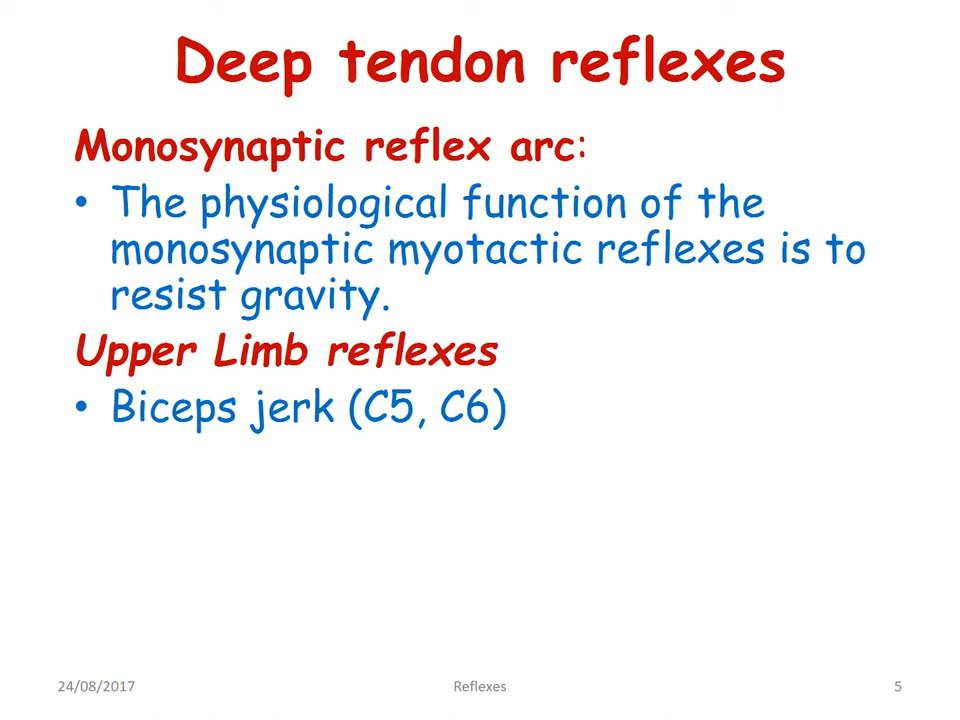 Deep tendon reflexes
Monosynaptic reflex arc:
• The physiological function of the
monosynaptic myotactic reflexes is to
resist gravity.
Upper Limb reflexes
• Biceps jerk (C5, C6)
24/08/2017 Reflexes 5